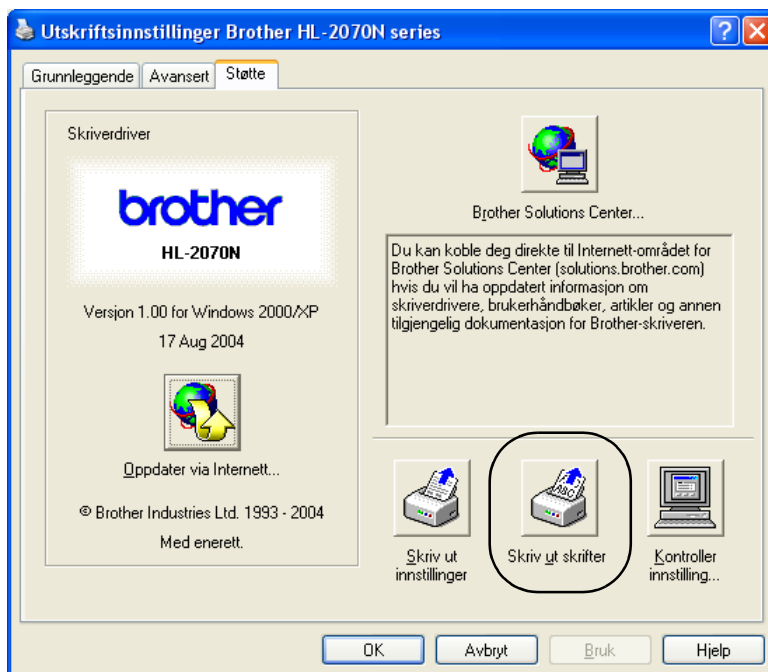 Utskriftsinnstillinger Brother HL-2070N series
Grunnleggende
Avansert
Støtte
Skriverdriver
brother
HL-2070N
Versjon 1.00 for Windows 2000/XP
17 Aug 2004
Oppdater via Internett...
© Brother Industries Ltd. 1993 - 2004
Med enerett.
Brother Solutions Center...
Du kan koble deg direkte til Internett-området for
Brother Solutions Center (solutions.brother.com)
hvis du vil ha oppdatert informasjon om
skriverdrivere, brukerhåndbøker, artikler og annen
tilgjengelig dokumentasjon for Brother-skriveren.
Skriv ut
innstillinger
ABC
Skriv ut skrifter
Kontroller
innstilling...
OK
Avbryt
Bruk
Hjelp